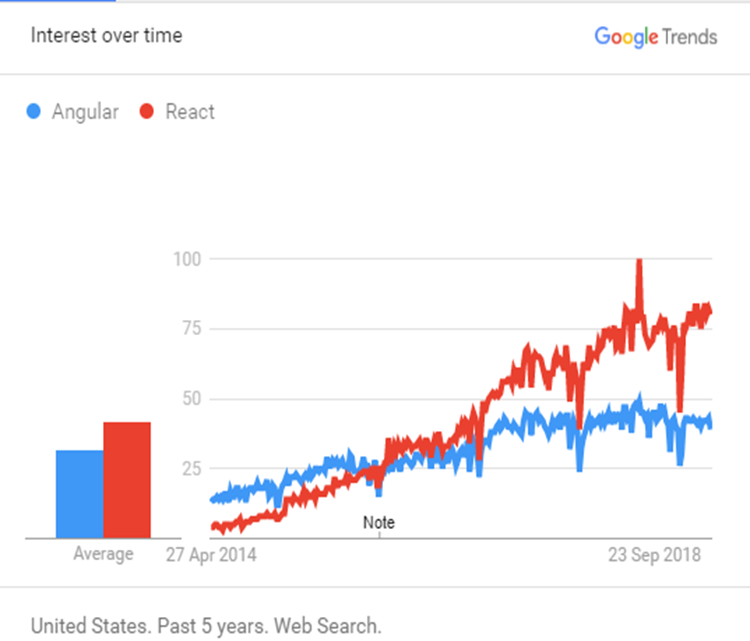 Interest over time
Google Trends
Angular React
100
75
50
25
Note
Average
27 Apr 2014
23 Sep 2018
United States. Past 5 years. Web Search.